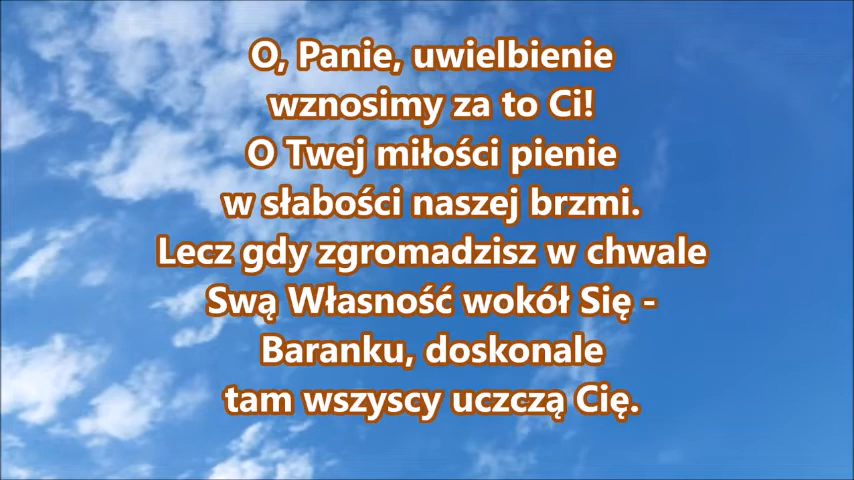 O, Panie, uwielbienie
wznosimy za to Ci!
O Twej miłości pienie
w słabości naszej brzmi.
Lecz gdy zgromadzisz w chwale
Swą Własność wokół Się -
Baranku, doskonale
tam wszyscy uczczą Cię.